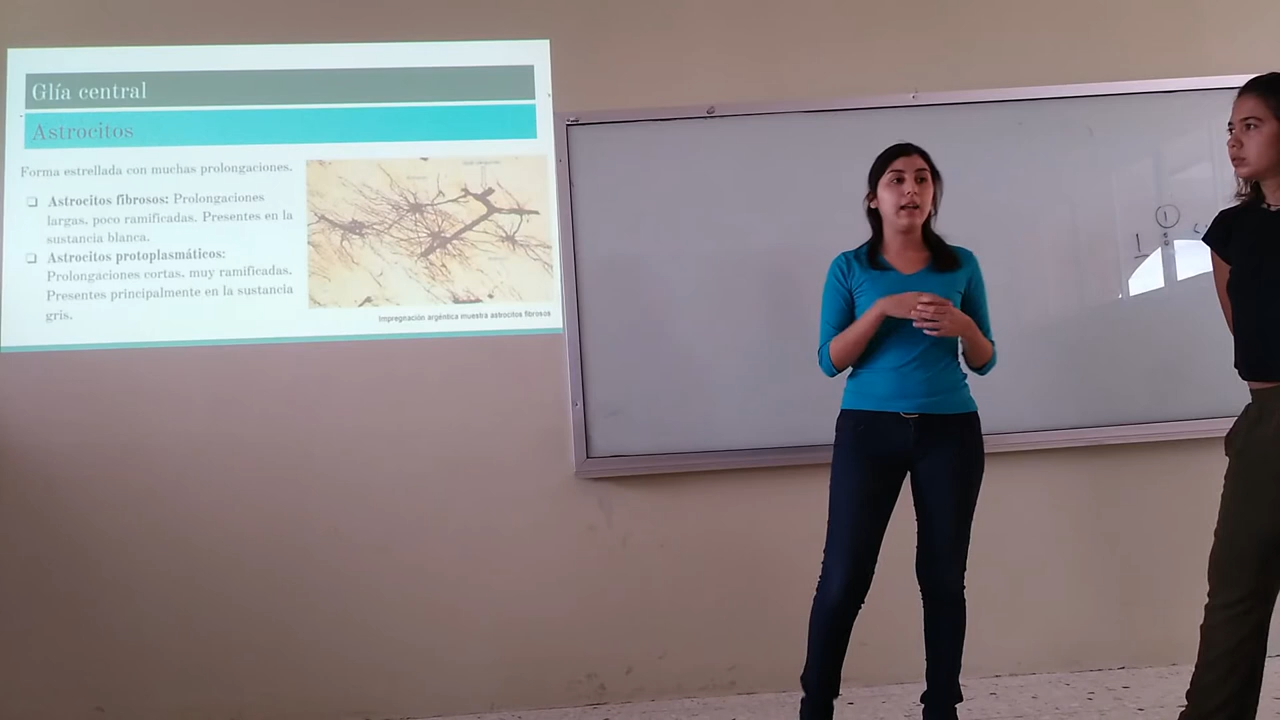 Glía central
Astrocitos
Forma estrellada con muchas prolongaciones.
❑ Astrocitos fibrosos: Prolongaciones
largas, poco ramificadas. Presentes en la
sustancia blanca.
❑ Astrocitos protoplasmáticos:
Prolongaciones cortas, muy ramificadas.
Presentes principalmente en la sustancia
gris.
Impregnación argéntica muestra astrocitos fibrosos